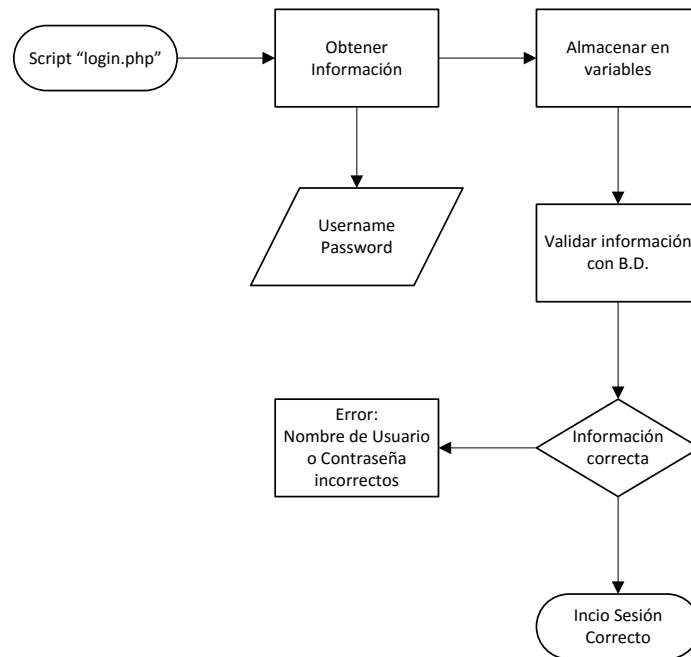 Script “login.php”
Obtener
Información
Almacenar en
variables
Username
Password
Validar información
con B.D.
Error:
Nombre de Usuario
o Contraseña
incorrectos
Información
correcta
Incio Sesión
Correcto